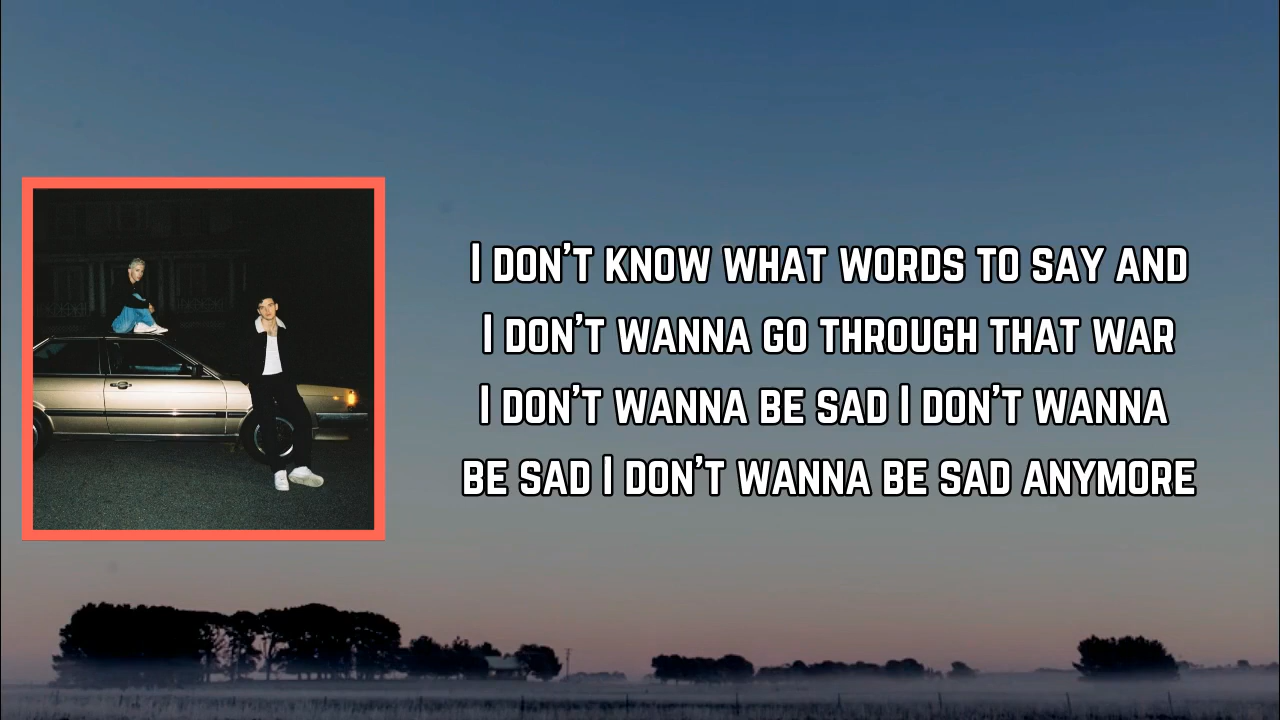 I DON'T KNOW WHAT WORDS TO SAY AND
I DON'T WANNA GO THROUGH THAT WAR
I DON'T WANNA BE SAD I DON'T WANNA
BE SAD I DON'T WANNA BE SAD ANYMORE